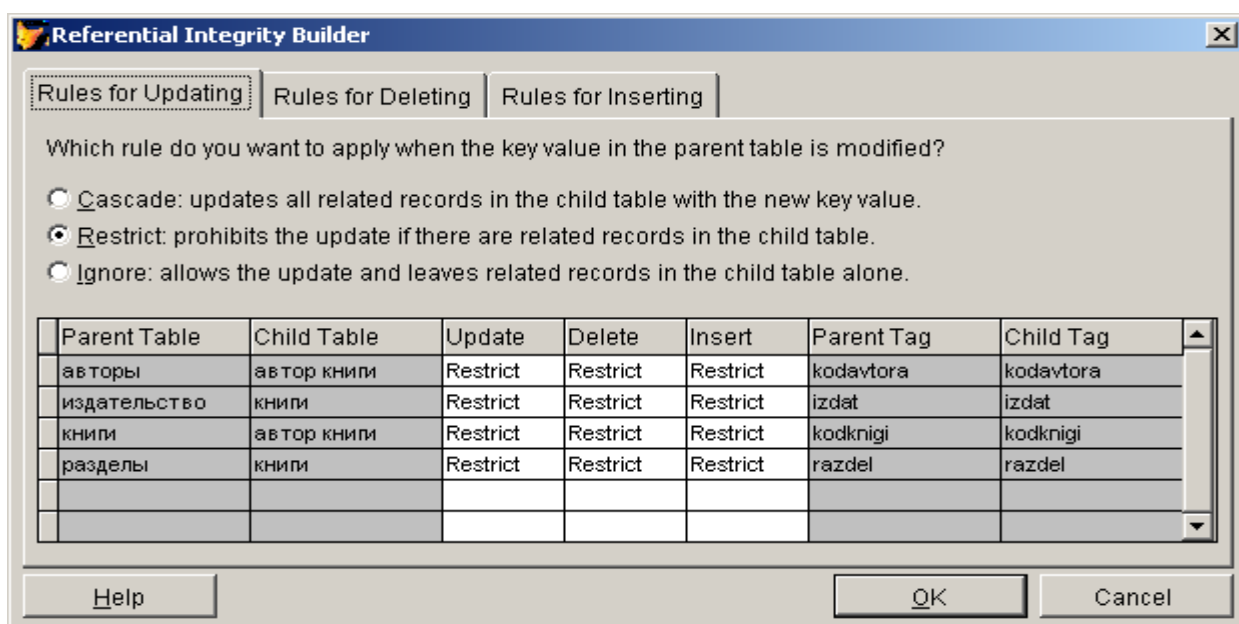 Referential Integrity Builder
Rules for Updating Rules for Deleting Rules for Inserting
Which rule do you want to apply when the key value in the parent table is modified?
Cascade: updates all related records in the child table with the new key value.
Restrict: prohibits the update if there are related records in the child table.
Ignore: allows the update and leaves related records in the child table alone.
Parent Table Child Table Update Delete Insert Parent Tag Child Tag
авторы автор книги Restrict Restrict Restrict kodavtora kodavtora
издательство книги Restrict Restrict Restrict izdat izdat
книги автор книги Restrict Restrict Restrict kodknigi kodknigi
разделы книги Restrict Restrict Restrict razdel razdel
Help OK Cancel